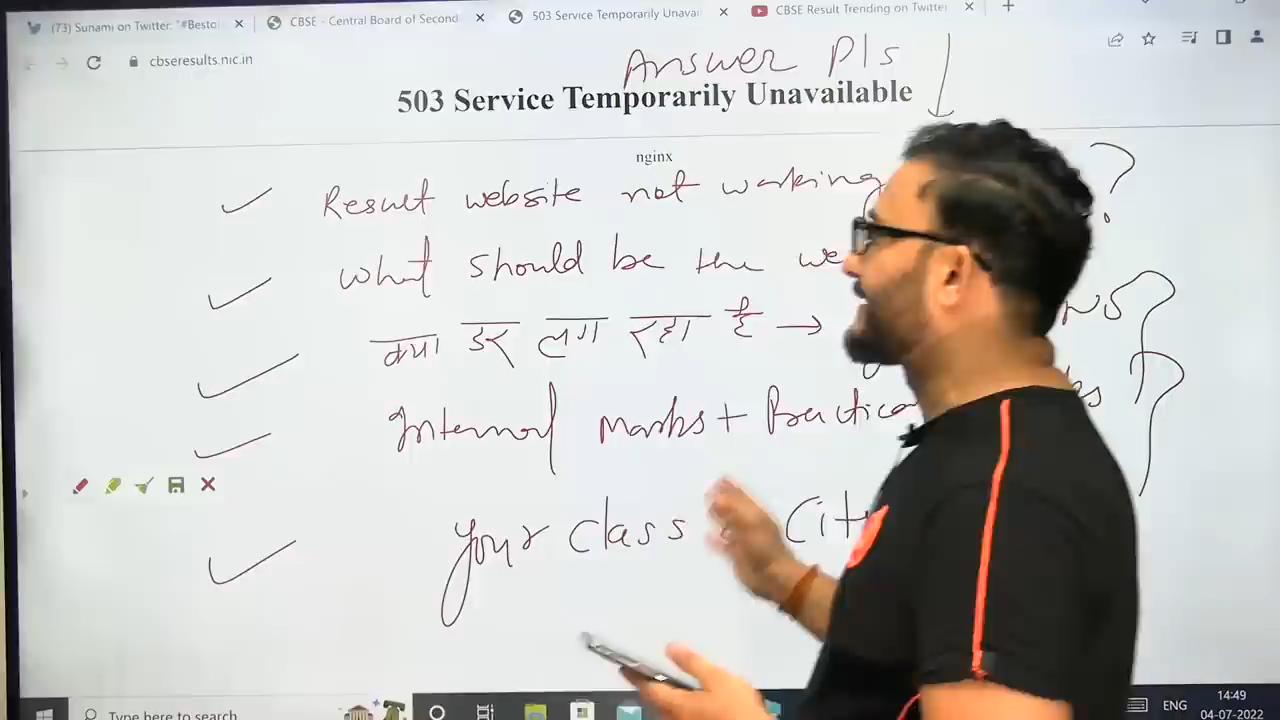 (73) Sunami on Twitter: "#Besto
CBSE - Central Board of Second
503 Service Temporarily Unavai
CBSE Result Trending on Twitter
cbseresults.nic.in
Answer Pls
503 Service Temporarily Unavailable
nginx
Result website not working ?
What should be the we
क्या डर लग रहा है →
Internal Marks + Practica
your class Cit
Type here to search
ENG
14:49
04-07-2022